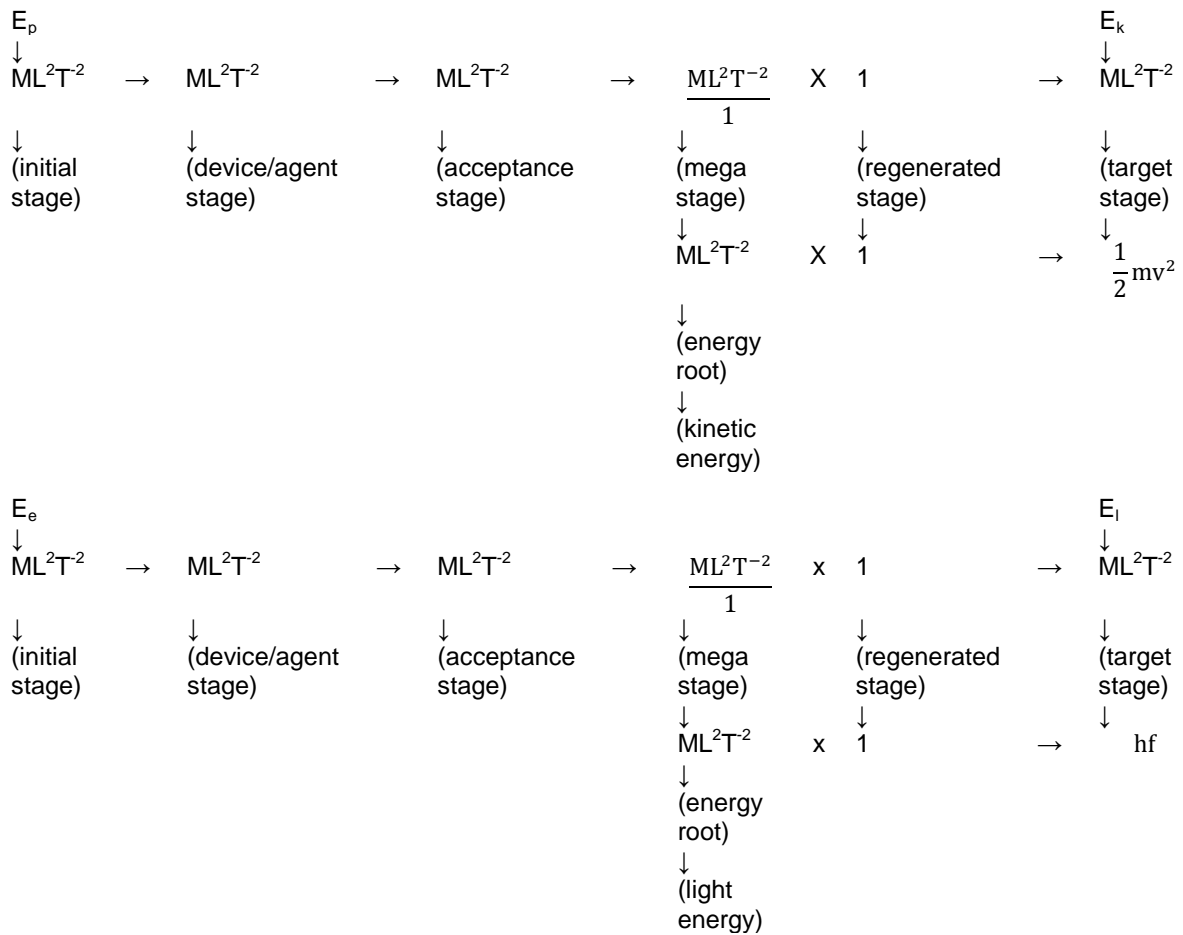 Eₚ Eₖ
↓ ↓
ML²T⁻² → ML²T⁻² → ML²T⁻² → ML²T⁻²/1 X 1 → ML²T⁻²
↓ ↓ ↓ ↓ ↓ ↓
(initial (device/agent (acceptance (mega (regenerated (target
stage) stage) stage) stage) stage) stage)
↓ ↓ ↓
ML²T⁻² X 1 → 1/2 mv²
↓
(energy
root)
↓
(kinetic
energy)
Eₑ Eₗ
↓ ↓
ML²T⁻² → ML²T⁻² → ML²T⁻² → ML²T⁻²/1 x 1 → ML²T⁻²
↓ ↓ ↓ ↓ ↓ ↓
(initial (device/agent (acceptance (mega (regenerated (target
stage) stage) stage) stage) stage) stage)
↓ ↓ ↓
ML²T⁻² x 1 → hf
↓
(energy
root)
↓
(light
energy)